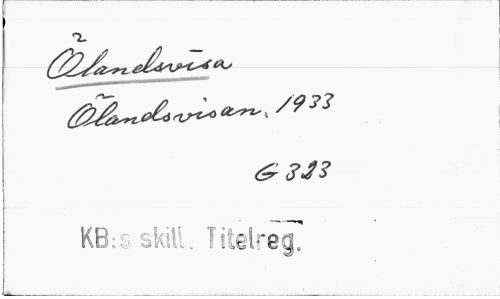 Ölandsvisa
Ölandsvisan, 1933
G 323
KB:s skill. Titelreg.